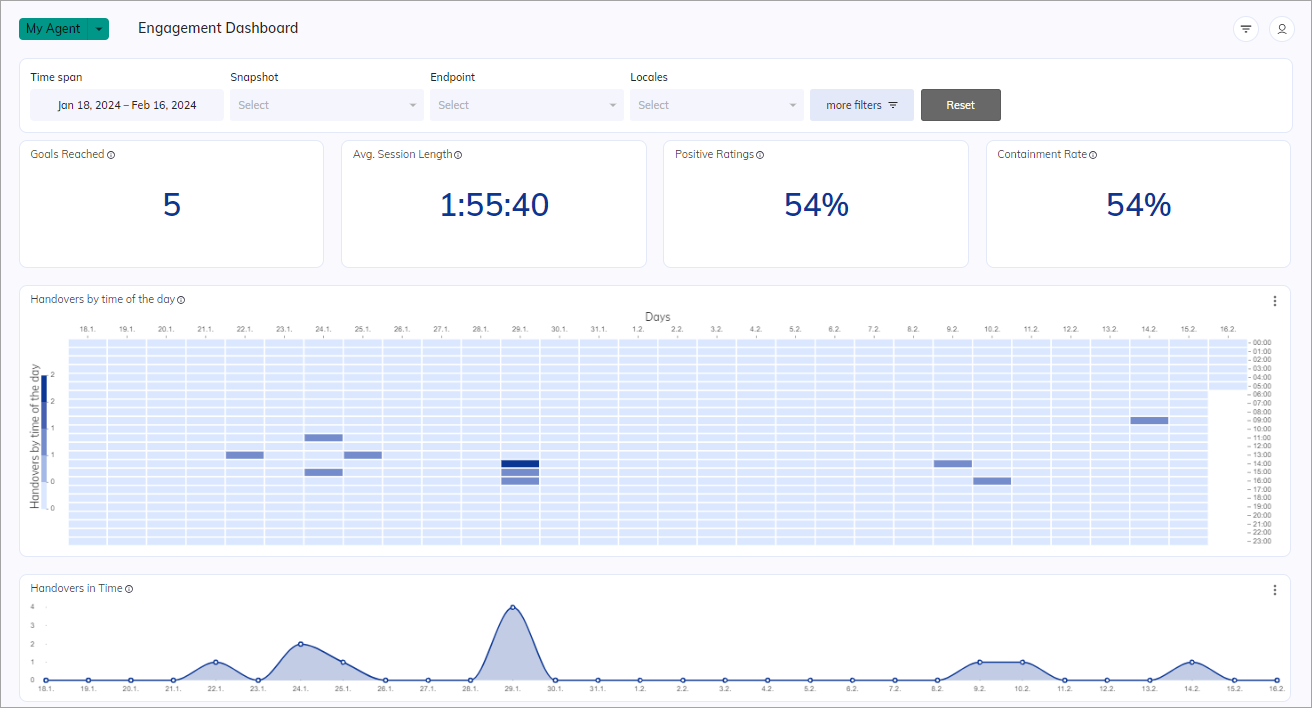 My Agent
Engagement Dashboard
Time span Snapshot Endpoint Locales
Jan 18, 2024 – Feb 16, 2024 Select Select Select more filters Reset
Goals Reached Avg. Session Length Positive Ratings Containment Rate
5 1:55:40 54% 54%
Handovers by time of the day
Days
18.1. 19.1. 20.1. 21.1. 22.1. 23.1. 24.1. 25.1. 26.1. 27.1. 28.1. 29.1. 30.1. 31.1. 1.2. 2.2. 3.2. 4.2. 5.2. 6.2. 7.2. 8.2. 9.2. 10.2. 11.2. 12.2. 13.2. 14.2. 15.2. 16.2.
Handovers by time of the day
2
2
1
1
0
0
00:00
01:00
02:00
03:00
04:00
05:00
06:00
07:00
08:00
09:00
10:00
11:00
12:00
13:00
14:00
15:00
16:00
17:00
18:00
19:00
20:00
21:00
22:00
23:00
Handovers in Time
4
3
2
1
0
18.1. 19.1. 20.1. 21.1. 22.1. 23.1. 24.1. 25.1. 26.1. 27.1. 28.1. 29.1. 30.1. 31.1. 1.2. 2.2. 3.2. 4.2. 5.2. 6.2. 7.2. 8.2. 9.2. 10.2. 11.2. 12.2. 13.2. 14.2. 15.2. 16.2.